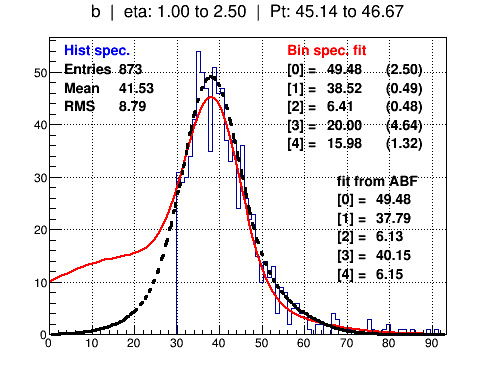 b | eta: 1.00 to 2.50 | Pt: 45.14 to 46.67
Hist spec.
Entries 873
Mean 41.53
RMS 8.79
Bin spec. fit
[0] = 49.48 (2.50)
[1] = 38.52 (0.49)
[2] = 6.41 (0.48)
[3] = 20.00 (4.64)
[4] = 15.98 (1.32)
fit from ABF
[0] = 49.48
[1] = 37.79
[2] = 6.13
[3] = 40.15
[4] = 6.15
50
40
30
20
10
0
0 10 20 30 40 50 60 70 80 90